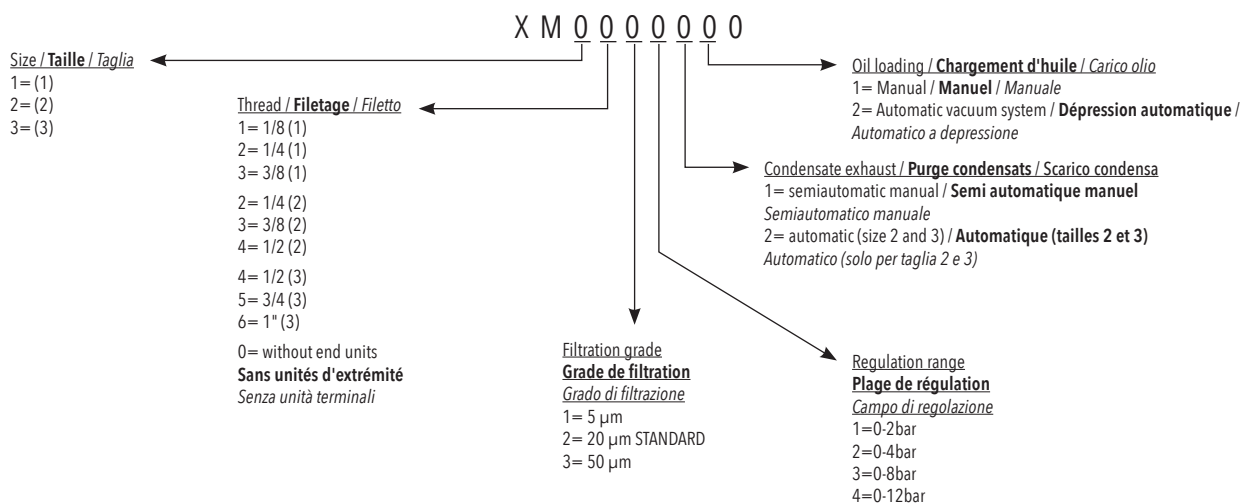 X M 0 0 0 0 0 0 0
Size / Taille / Taglia
1= (1)
2= (2)
3= (3)
Thread / Filetage / Filetto
1= 1/8 (1)
2= 1/4 (1)
3= 3/8 (1)
2= 1/4 (2)
3= 3/8 (2)
4= 1/2 (2)
4= 1/2 (3)
5= 3/4 (3)
6= 1" (3)
0= without end units
Sans unités d'extrémité
Senza unità terminali
Filtration grade
Grade de filtration
Grado di filtrazione
1= 5 µm
2= 20 µm STANDARD
3= 50 µm
Regulation range
Plage de régulation
Campo di regolazione
1=0-2bar
2=0-4bar
3=0-8bar
4=0-12bar
Condensate exhaust / Purge condensats / Scarico condensa
1= semiautomatic manual / Semi automatique manuel
Semiautomatico manuale
2= automatic (size 2 and 3) / Automatique (tailles 2 et 3)
Automatico (solo per taglia 2 e 3)
Oil loading / Chargement d'huile / Carico olio
1= Manual / Manuel / Manuale
2= Automatic vacuum system / Dépression automatique /
Automatico a depressione